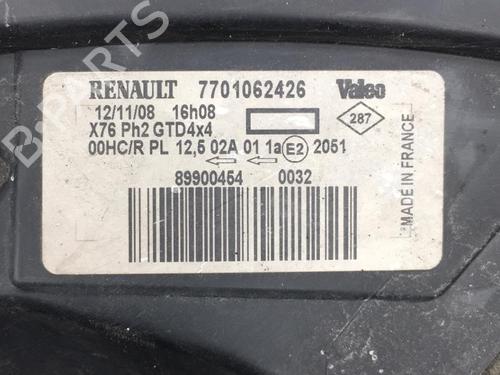 RENAULT 7701062426 Valeo
12/11/08 16h08
X76 Ph2 GTD4x4
287
00HC/R PL 12,5 02A 01 1a E2 2051
89900454 0032
MADE IN FRANCE
B-PARTS